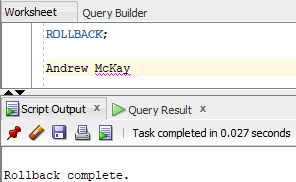 Worksheet Query Builder
ROLLBACK;
Andrew McKay
Script Output x Query Result x
Task completed in 0.027 seconds
Rollback complete.